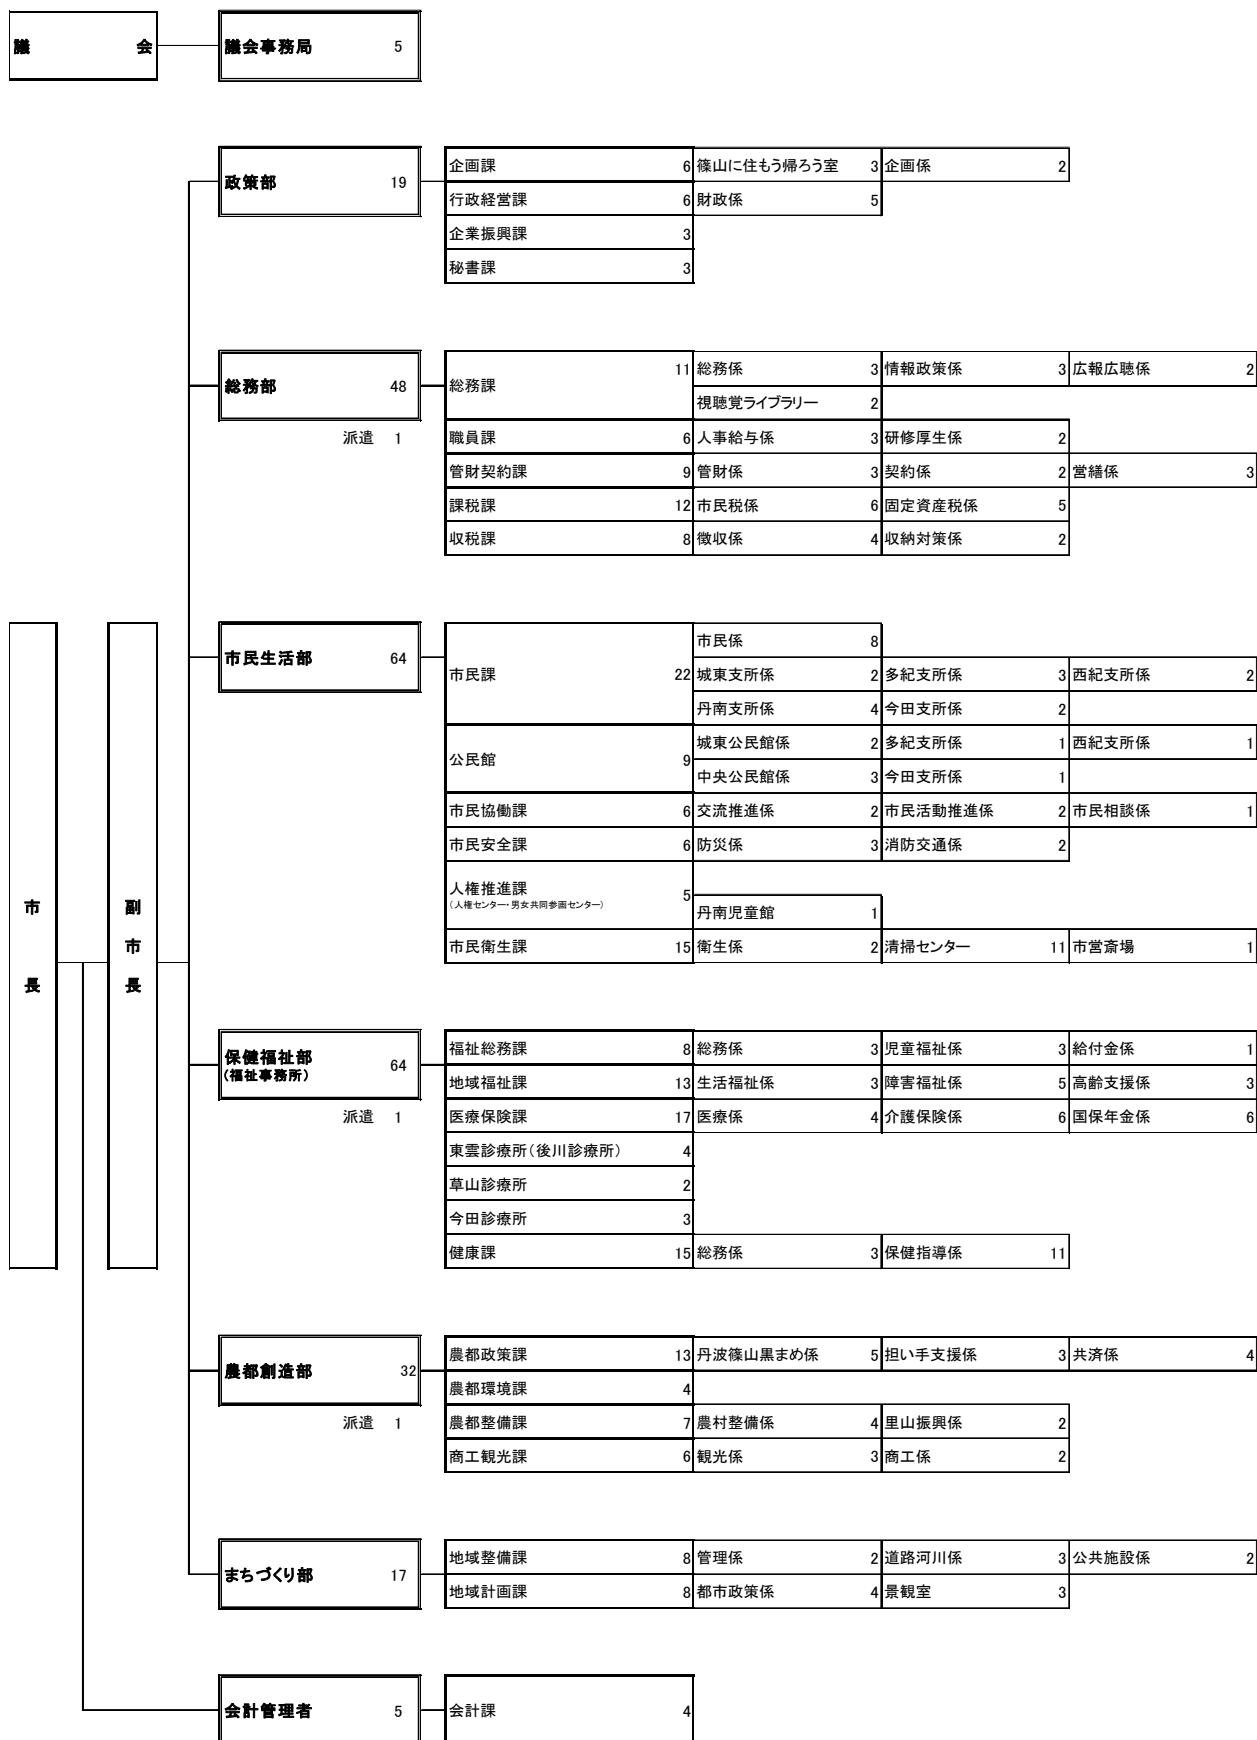 議会 議会事務局 5
政策部 19 企画課 6 篠山に住もう帰ろう室 3 企画係 2
行政経営課 6 財政係 5
企業振興課 3
秘書課 3
総務部 48 総務課 11 総務係 3 情報政策係 3 広報広聴係 2
視聴覚ライブラリー 2
派遣 1 職員課 6 人事給与係 3 研修厚生係 2
管財契約課 9 管財係 3 契約係 2 営繕係 3
課税課 12 市民税係 6 固定資産税係 5
収税課 8 徴収係 4 収納対策係 2
市長
副市長
市民生活部 64 市民課 22 市民係 8
城東支所係 2 多紀支所係 3 西紀支所係 2
丹南支所係 4 今田支所係 2
公民館 9 城東公民館係 2 多紀支所係 1 西紀支所係 1
中央公民館係 3 今田支所係 1
市民協働課 6 交流推進係 2 市民活動推進係 2 市民相談係 1
市民安全課 6 防災係 3 消防交通係 2
人権推進課 5
(人権センター・男女共同参画センター)
丹南児童館 1
市民衛生課 15 衛生係 2 清掃センター 11 市営斎場 1
保健福祉部 64 福祉総務課 8 総務係 3 児童福祉係 3 給付金係 1
(福祉事務所) 地域福祉課 13 生活福祉係 3 障害福祉係 5 高齢支援係 3
派遣 1 医療保険課 17 医療係 4 介護保険係 6 国保年金係 6
東雲診療所(後川診療所) 4
草山診療所 2
今田診療所 3
健康課 15 総務係 3 保健指導係 11
農都創造部 32 農都政策課 13 丹波篠山黒まめ係 5 担い手支援係 3 共済係 4
農都環境課 4
派遣 1 農都整備課 7 農村整備係 4 里山振興係 2
商工観光課 6 観光係 3 商工係 2
まちづくり部 17 地域整備課 8 管理係 2 道路河川係 3 公共施設係 2
地域計画課 8 都市政策係 4 景観室 3
会計管理者 5 会計課 4